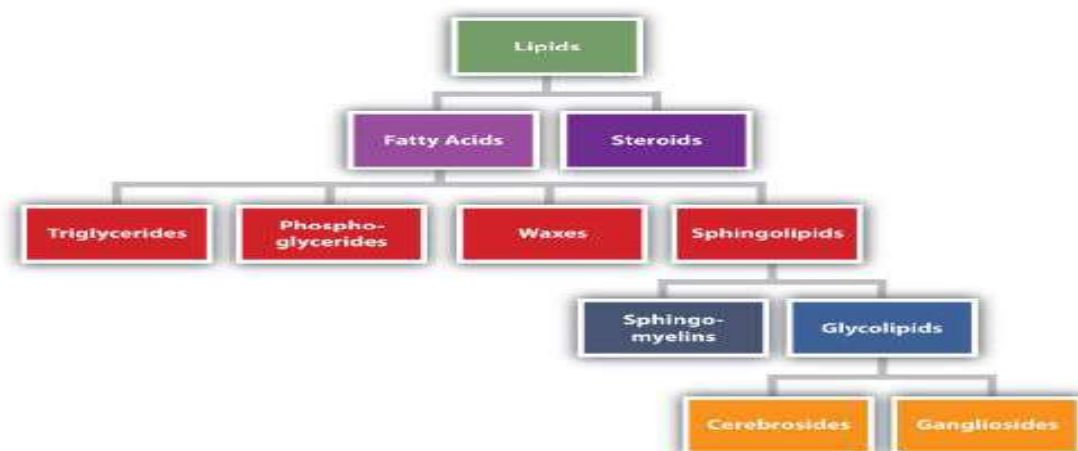 Lipids
Fatty Acids
Steroids
Triglycerides
Phospho-
glycerides
Waxes
Sphingolipids
Sphingo-
myelins
Glycolipids
Cerebrosides
Gangliosides